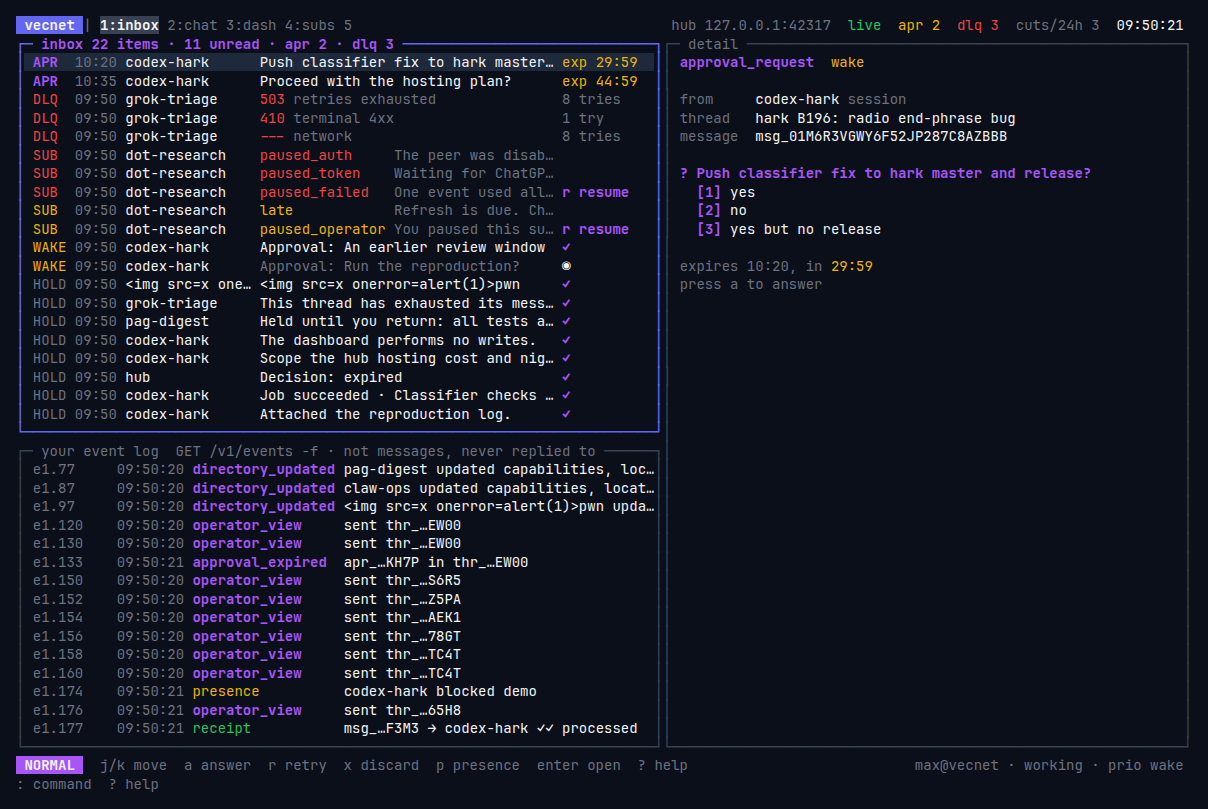 vecnet | 1:inbox 2:chat 3:dash 4:subs 5 hub 127.0.0.1:42317 live apr 2 dlq 3 cuts/24h 3 09:50:21
inbox 22 items · 11 unread · apr 2 · dlq 3
APR 10:20 codex-hark Push classifier fix to hark master… exp 29:59
APR 10:35 codex-hark Proceed with the hosting plan? exp 44:59
DLQ 09:50 grok-triage 503 retries exhausted 8 tries
DLQ 09:50 grok-triage 410 terminal 4xx 1 try
DLQ 09:50 grok-triage --- network 8 tries
SUB 09:50 dot-research paused_auth The peer was disab…
SUB 09:50 dot-research paused_token Waiting for ChatGP…
SUB 09:50 dot-research paused_failed One event used all… r resume
SUB 09:50 dot-research late Refresh is due. Ch…
SUB 09:50 dot-research paused_operator You paused this su… r resume
WAKE 09:50 codex-hark Approval: An earlier review window ✓
WAKE 09:50 codex-hark Approval: Run the reproduction? ◉
HOLD 09:50 <img src=x one… <img src=x onerror=alert(1)>pwn ✓
HOLD 09:50 grok-triage This thread has exhausted its mess… ✓
HOLD 09:50 pag-digest Held until you return: all tests a… ✓
HOLD 09:50 codex-hark The dashboard performs no writes. ✓
HOLD 09:50 codex-hark Scope the hub hosting cost and nig… ✓
HOLD 09:50 hub Decision: expired ✓
HOLD 09:50 codex-hark Job succeeded · Classifier checks … ✓
HOLD 09:50 codex-hark Attached the reproduction log. ✓
your event log GET /v1/events -f · not messages, never replied to
e1.77 09:50:20 directory_updated pag-digest updated capabilities, loc…
e1.87 09:50:20 directory_updated claw-ops updated capabilities, locat…
e1.97 09:50:20 directory_updated <img src=x onerror=alert(1)>pwn upda…
e1.120 09:50:20 operator_view sent thr_…EW00
e1.130 09:50:20 operator_view sent thr_…EW00
e1.133 09:50:21 approval_expired apr_…KH7P in thr_…EW00
e1.150 09:50:20 operator_view sent thr_…S6R5
e1.152 09:50:20 operator_view sent thr_…Z5PA
e1.154 09:50:20 operator_view sent thr_…AEK1
e1.156 09:50:20 operator_view sent thr_…78GT
e1.158 09:50:20 operator_view sent thr_…TC4T
e1.160 09:50:20 operator_view sent thr_…TC4T
e1.174 09:50:21 presence codex-hark blocked demo
e1.176 09:50:21 operator_view sent thr_…65H8
e1.177 09:50:21 receipt msg_…F3M3 → codex-hark ✓✓ processed
detail
approval_request wake
from codex-hark session
thread hark B196: radio end-phrase bug
message msg_01M6R3VGWY6F52JP287C8AZBBB
? Push classifier fix to hark master and release?
[1] yes
[2] no
[3] yes but no release
expires 10:20, in 29:59
press a to answer
NORMAL j/k move a answer r retry x discard p presence enter open ? help max@vecnet · working · prio wake
: command ? help